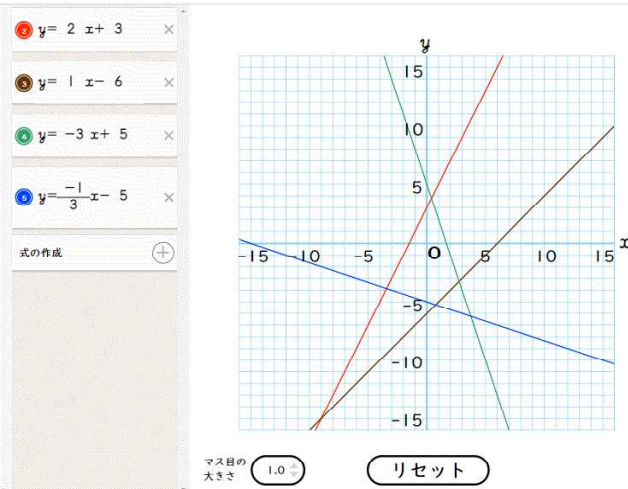 2 y= 2 x+ 3 ×
3 y= 1 x- 6 ×
4 y= -3 x+ 5 ×
5 y= -1/3 x- 5 ×
式の作成 +
y
15
10
5
-15 -10 -5 O 5 10 15 x
-5
-10
-15
マス目の
大きさ 1.0 リセット